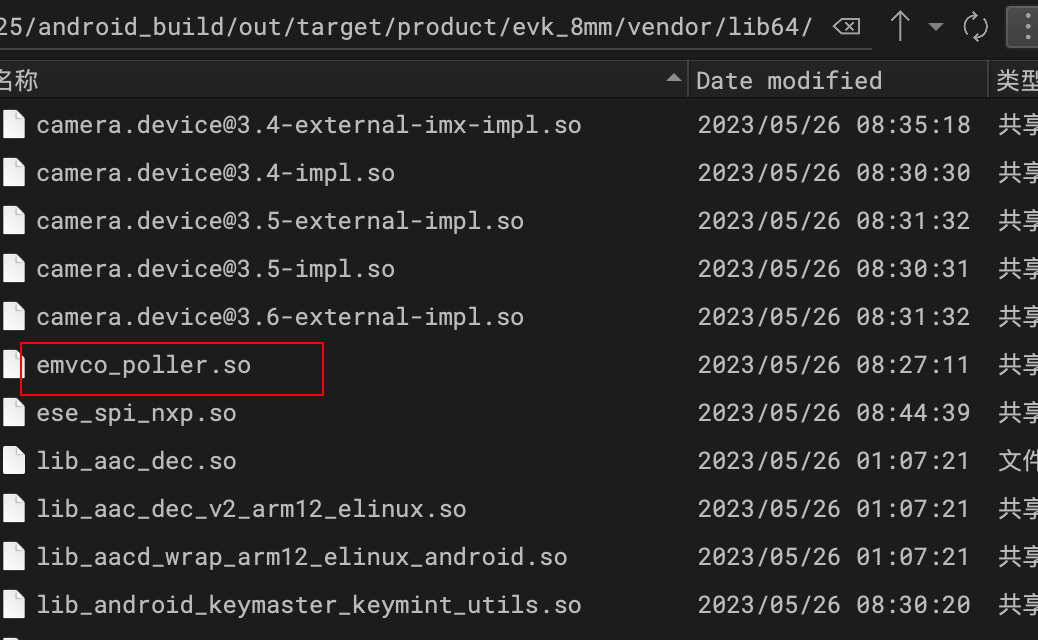 25/android_build/out/target/product/evk_8mm/vendor/lib64/
名称 Date modified 类型
camera.device@3.4-external-imx-impl.so 2023/05/26 08:35:18 共享
camera.device@3.4-impl.so 2023/05/26 08:30:30 共享
camera.device@3.5-external-impl.so 2023/05/26 08:31:32 共享
camera.device@3.5-impl.so 2023/05/26 08:30:31 共享
camera.device@3.6-external-impl.so 2023/05/26 08:31:32 共享
emvco_poller.so 2023/05/26 08:27:11 共享
ese_spi_nxp.so 2023/05/26 08:44:39 共享
lib_aac_dec.so 2023/05/26 01:07:21 文件
lib_aac_dec_v2_arm12_elinux.so 2023/05/26 01:07:21 共享
lib_aacd_wrap_arm12_elinux_android.so 2023/05/26 01:07:21 共享
lib_android_keymaster_keymint_utils.so 2023/05/26 08:30:20 共享